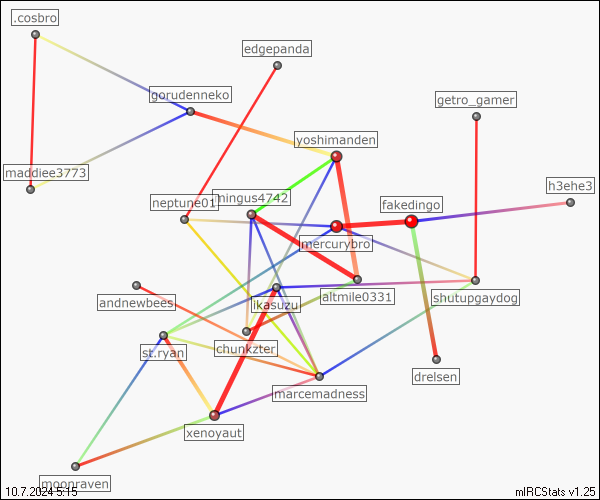 .cosbro
edgepanda
gorudenneko
getro_gamer
yoshimanden
maddiee3773
h3ehe3
neptune01
mingus4742
fakedingo
mercurybro
andnewbees
ikasuzu
altmile0331
shtupgaydog
st.ryan
chunkzter
drelsen
marcemadness
xenoyaut
moonraven
10.7.2024 5:15
mIRCStats v1.25